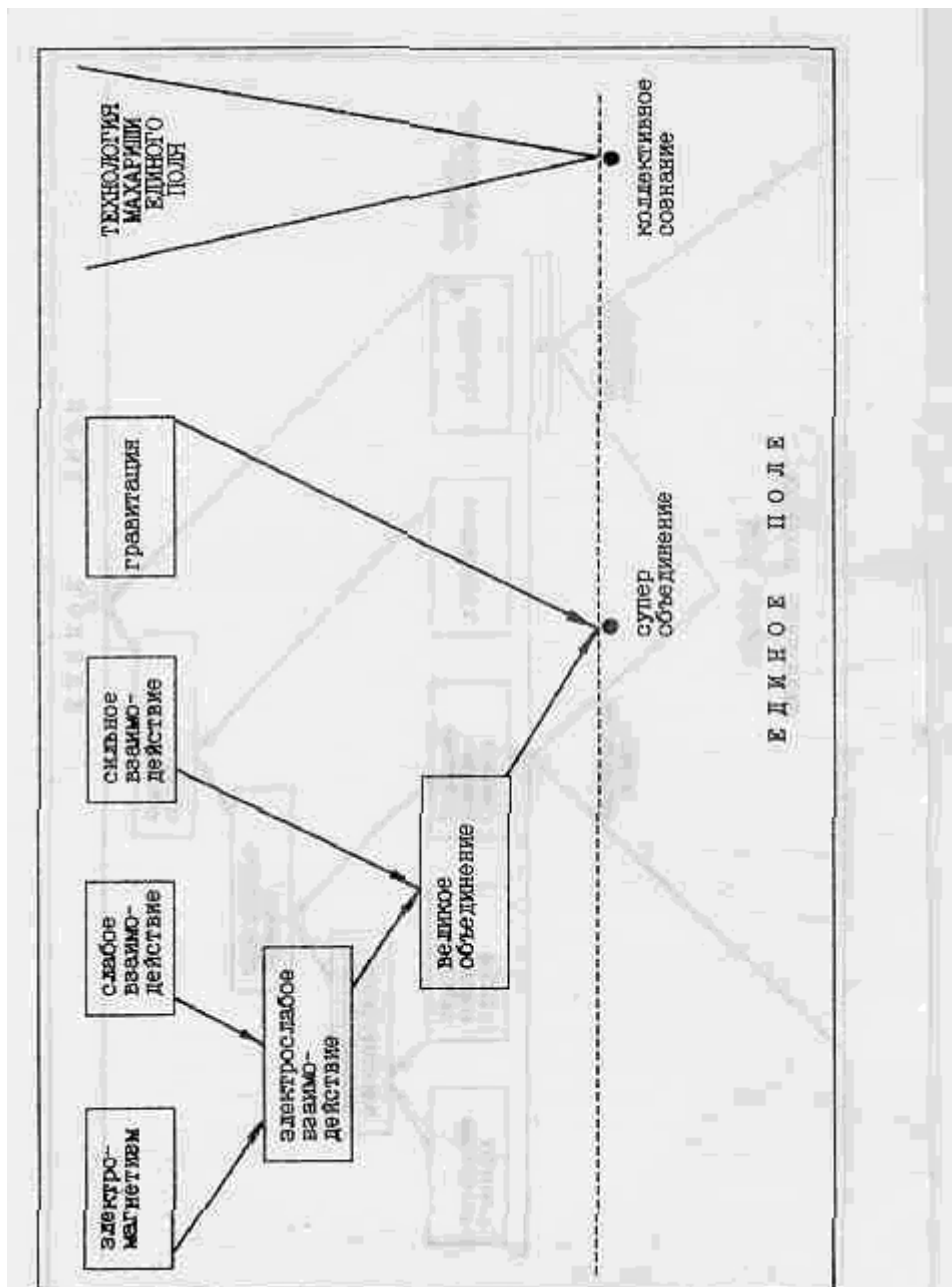 электро-
магнетизм
слабое
взаимо-
действие
сильное
взаимо-
действие
гравитация
ТЕХНОЛОГИЯ
МАХАРИШИ
ЕДИНОГО
ПОЛЯ
электрослабое
взаимо-
действие
великое
объединение
супер
объединение
коллективное
сознание
ЕДИНОЕ ПОЛЕ